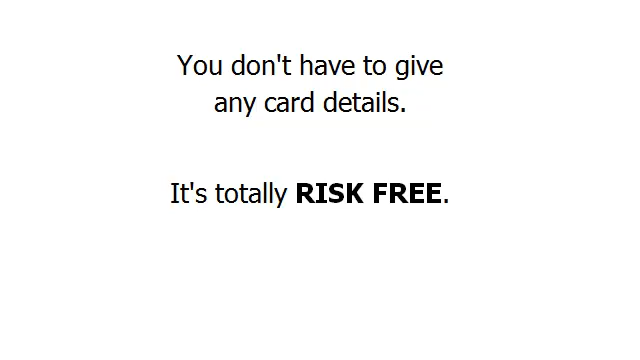 You don't have to give
any card details.
It's totally RISK FREE.